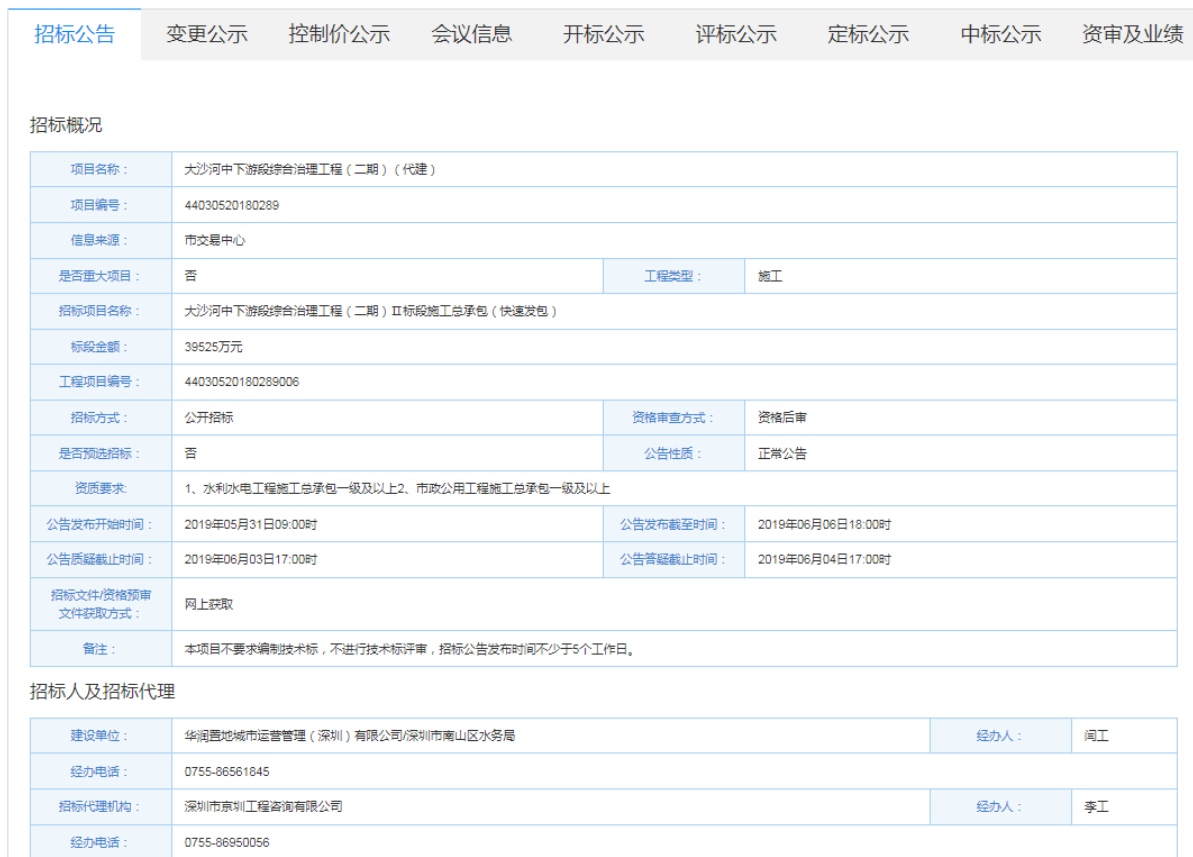 招标公告 变更公示 控制价公示 会议信息 开标公示 评标公示 定标公示 中标公示 资审及业绩
招标概况
项目名称： 大沙河中下游段综合治理工程（二期）（代建）
项目编号： 44030520180289
信息来源： 市交易中心
是否重大项目： 否 工程类型： 施工
招标项目名称： 大沙河中下游段综合治理工程（二期）Ⅱ标段施工总承包（快速发包）
标段金额： 39525万元
工程项目编号： 44030520180289006
招标方式： 公开招标 资格审查方式： 资格后审
是否预选招标： 否 公告性质： 正常公告
资质要求: 1、水利水电工程施工总承包一级及以上2、市政公用工程施工总承包一级及以上
公告发布开始时间： 2019年05月31日09:00时 公告发布截至时间： 2019年06月06日18:00时
公告质疑截止时间： 2019年06月03日17:00时 公告答疑截止时间： 2019年06月04日17:00时
招标文件/资格预审
文件获取方式： 网上获取
备注： 本项目不要求编制技术标，不进行技术标评审，招标公告发布时间不少于5个工作日。
招标人及招标代理
建设单位： 华润置地城市运营管理（深圳）有限公司/深圳市南山区水务局 经办人： 闾工
经办电话： 0755-86561845
招标代理机构： 深圳市京圳工程咨询有限公司 经办人： 李工
经办电话： 0755-86950056